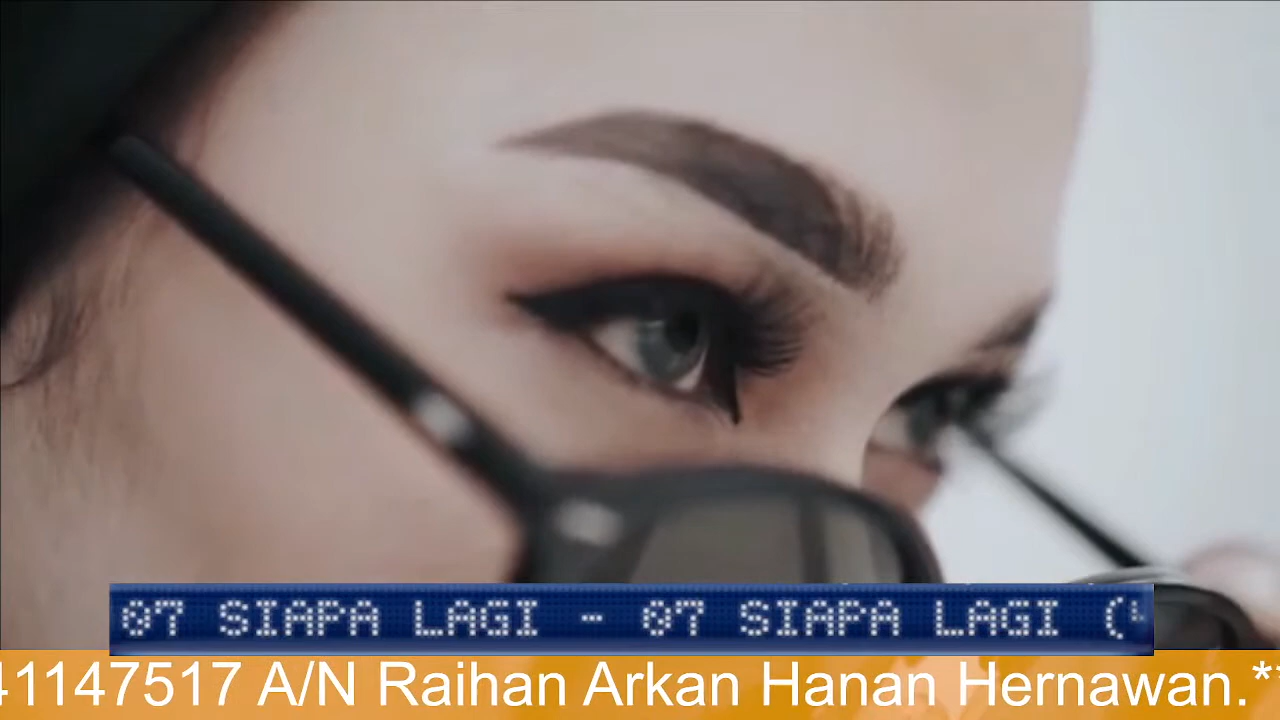 07 SIAPA LAGI - 07 SIAPA LAGI (
41147517 A/N Raihan Arkan Hanan Hernawan.**